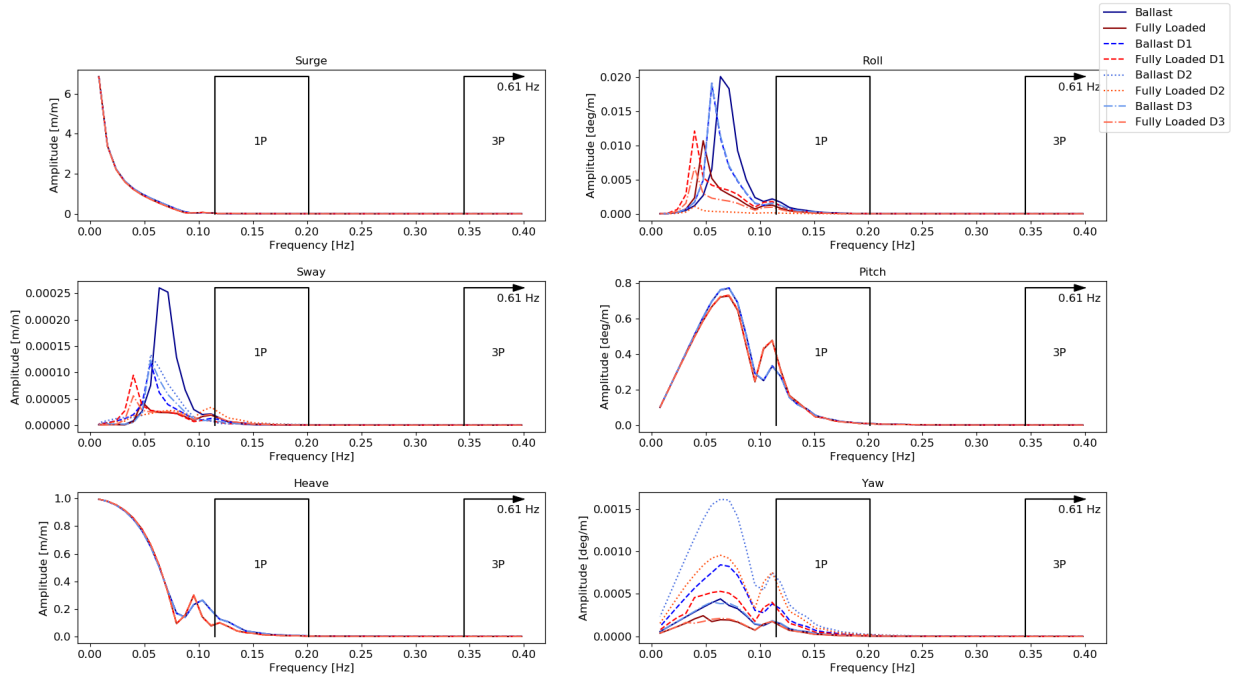 Ballast
Fully Loaded
Ballast D1
Fully Loaded D1
Ballast D2
Fully Loaded D2
Ballast D3
Fully Loaded D3
Surge
Amplitude [m/m]
6
4
2
0
1P
3P
0.61 Hz
0.00 0.05 0.10 0.15 0.20 0.25 0.30 0.35 0.40
Frequency [Hz]
Roll
Amplitude [deg/m]
0.020
0.015
0.010
0.005
0.000
1P
3P
0.61 Hz
0.00 0.05 0.10 0.15 0.20 0.25 0.30 0.35 0.40
Frequency [Hz]
Sway
Amplitude [m/m]
0.00025
0.00020
0.00015
0.00010
0.00005
0.00000
1P
3P
0.61 Hz
0.00 0.05 0.10 0.15 0.20 0.25 0.30 0.35 0.40
Frequency [Hz]
Pitch
Amplitude [deg/m]
0.8
0.6
0.4
0.2
0.0
1P
3P
0.61 Hz
0.00 0.05 0.10 0.15 0.20 0.25 0.30 0.35 0.40
Frequency [Hz]
Heave
Amplitude [m/m]
1.0
0.8
0.6
0.4
0.2
0.0
1P
3P
0.61 Hz
0.00 0.05 0.10 0.15 0.20 0.25 0.30 0.35 0.40
Frequency [Hz]
Yaw
Amplitude [deg/m]
0.0015
0.0010
0.0005
0.0000
1P
3P
0.61 Hz
0.00 0.05 0.10 0.15 0.20 0.25 0.30 0.35 0.40
Frequency [Hz]